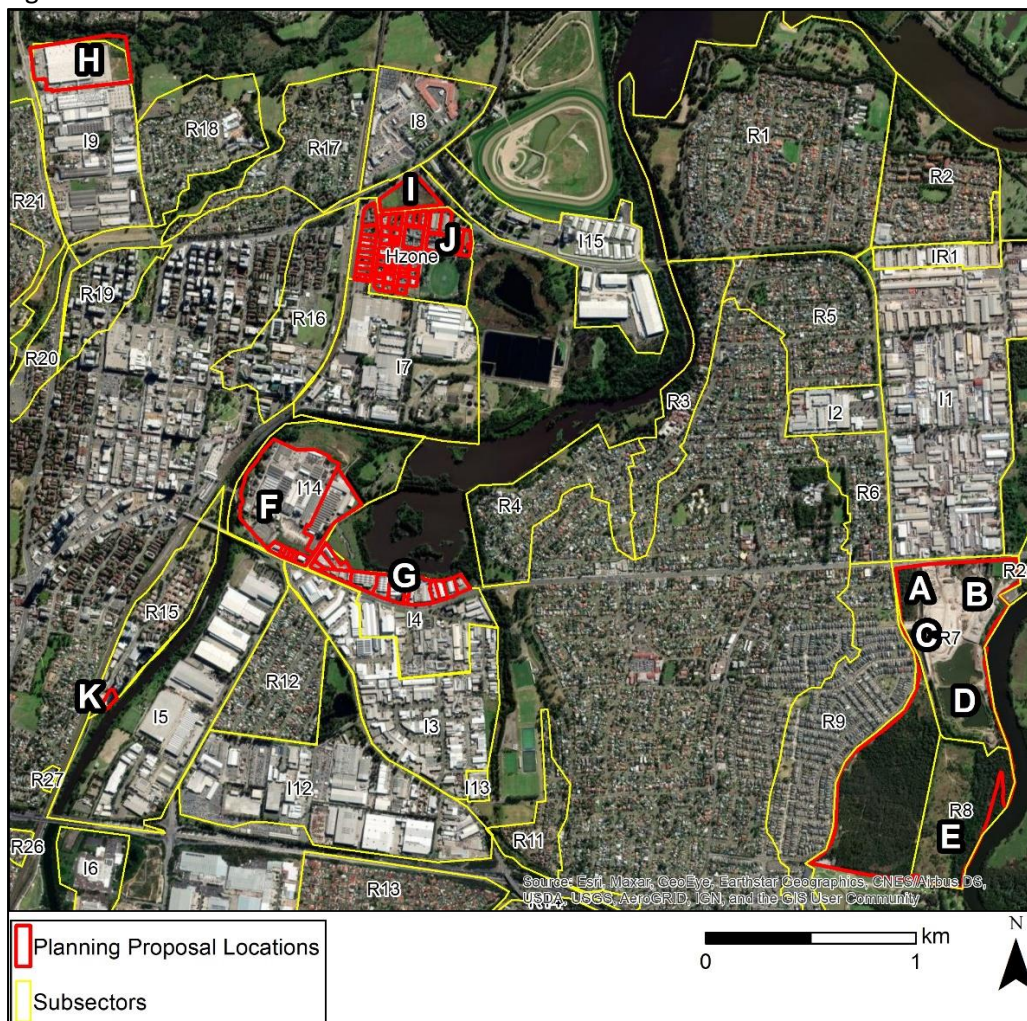 H
I9
R18
R17
I8
R1
R2
R21
I
J
Hzone
I15
IR1
R19
R16
R5
R20
I7
R3
I2
I1
F
I14
R4
R6
G
I4
A
B
R2
C
R7
R15
R12
D
K
I5
I3
R9
R27
I12
I13
R8
E
R26
I6
R11
R13
Source: Esri, Maxar, GeoEye, Earthstar Geographics, CNES/Airbus DS,
USDA, USGS, AeroGRID, IGN, and the GIS User Community
Planning Proposal Locations
Subsectors
km
0 1
N